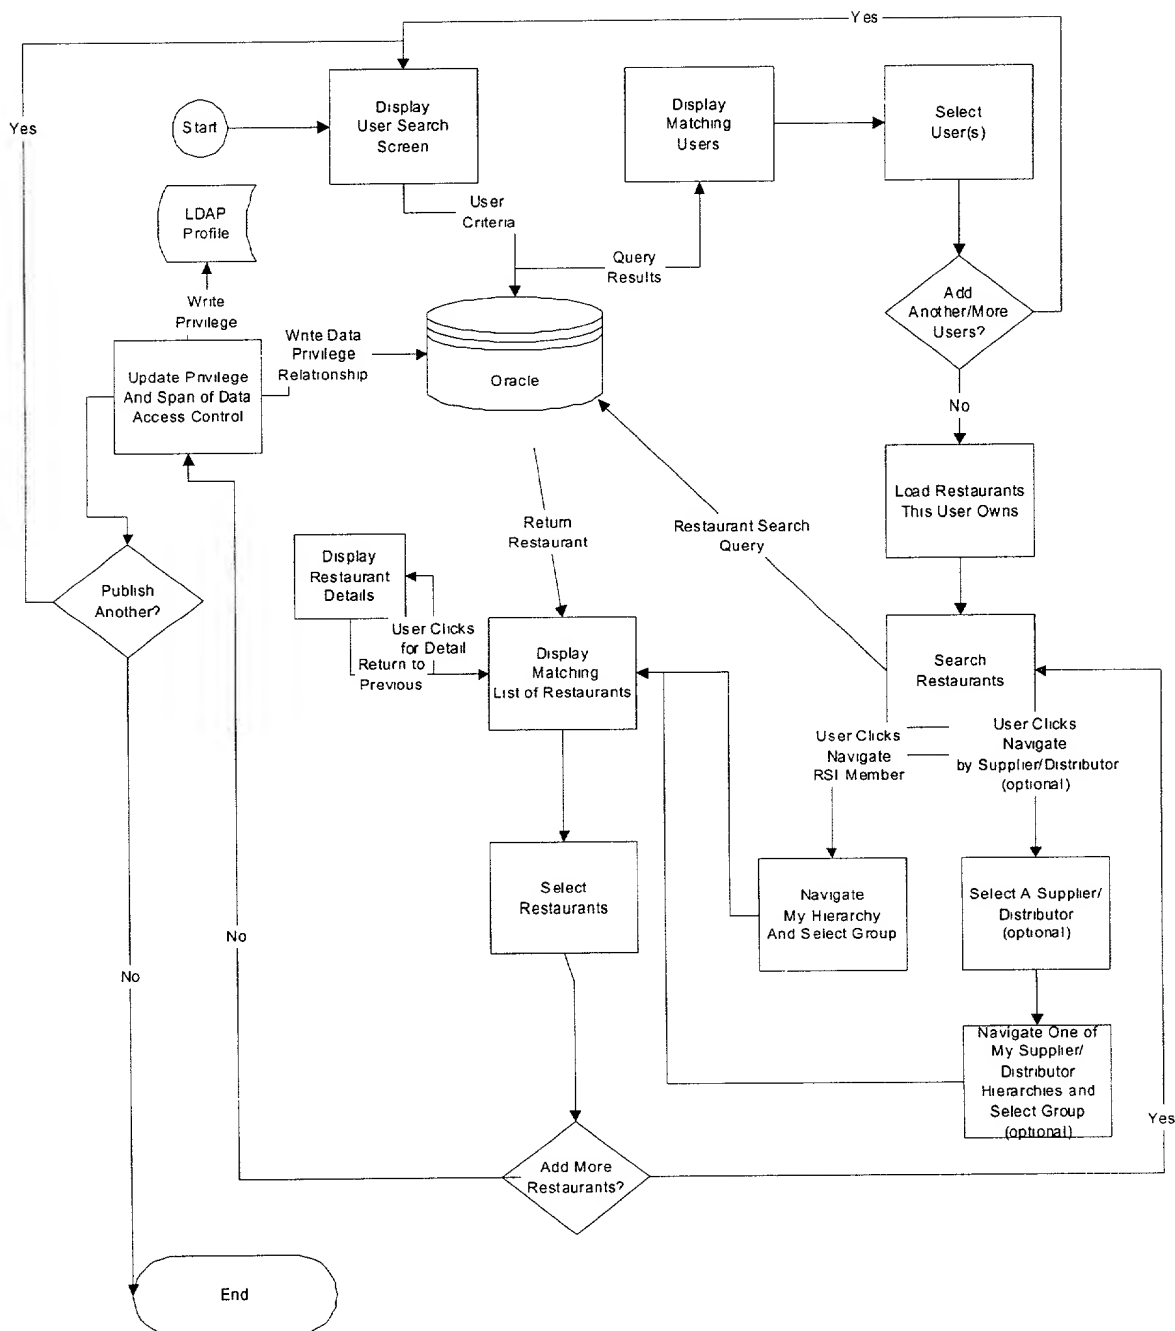 Yes
Yes
Start
Display
User Search
Screen
Display
Matching
Users
Select
User(s)
LDAP
Profile
User
Criteria
Query
Results
Write
Privilege
Write Data
Privilege
Relationship
Add
Another/More
Users?
Update Privilege
And Span of Data
Access Control
Oracle
No
Load Restaurants
This User Owns
Return
Restaurant
Restaurant Search
Query
Display
Restaurant
Details
Publish
Another?
User Clicks
for Detail
Return to
Previous
Display
Matching
List of Restaurants
Search
Restaurants
User Clicks
Navigate
RSI Member
User Clicks
Navigate
by Supplier/Distributor
(optional)
Select
Restaurants
Navigate
My Hierarchy
And Select Group
Select A Supplier/
Distributor
(optional)
No
No
Navigate One of
My Supplier/
Distributor
Hierarchies and
Select Group
(optional)
Yes
Add More
Restaurants?
End